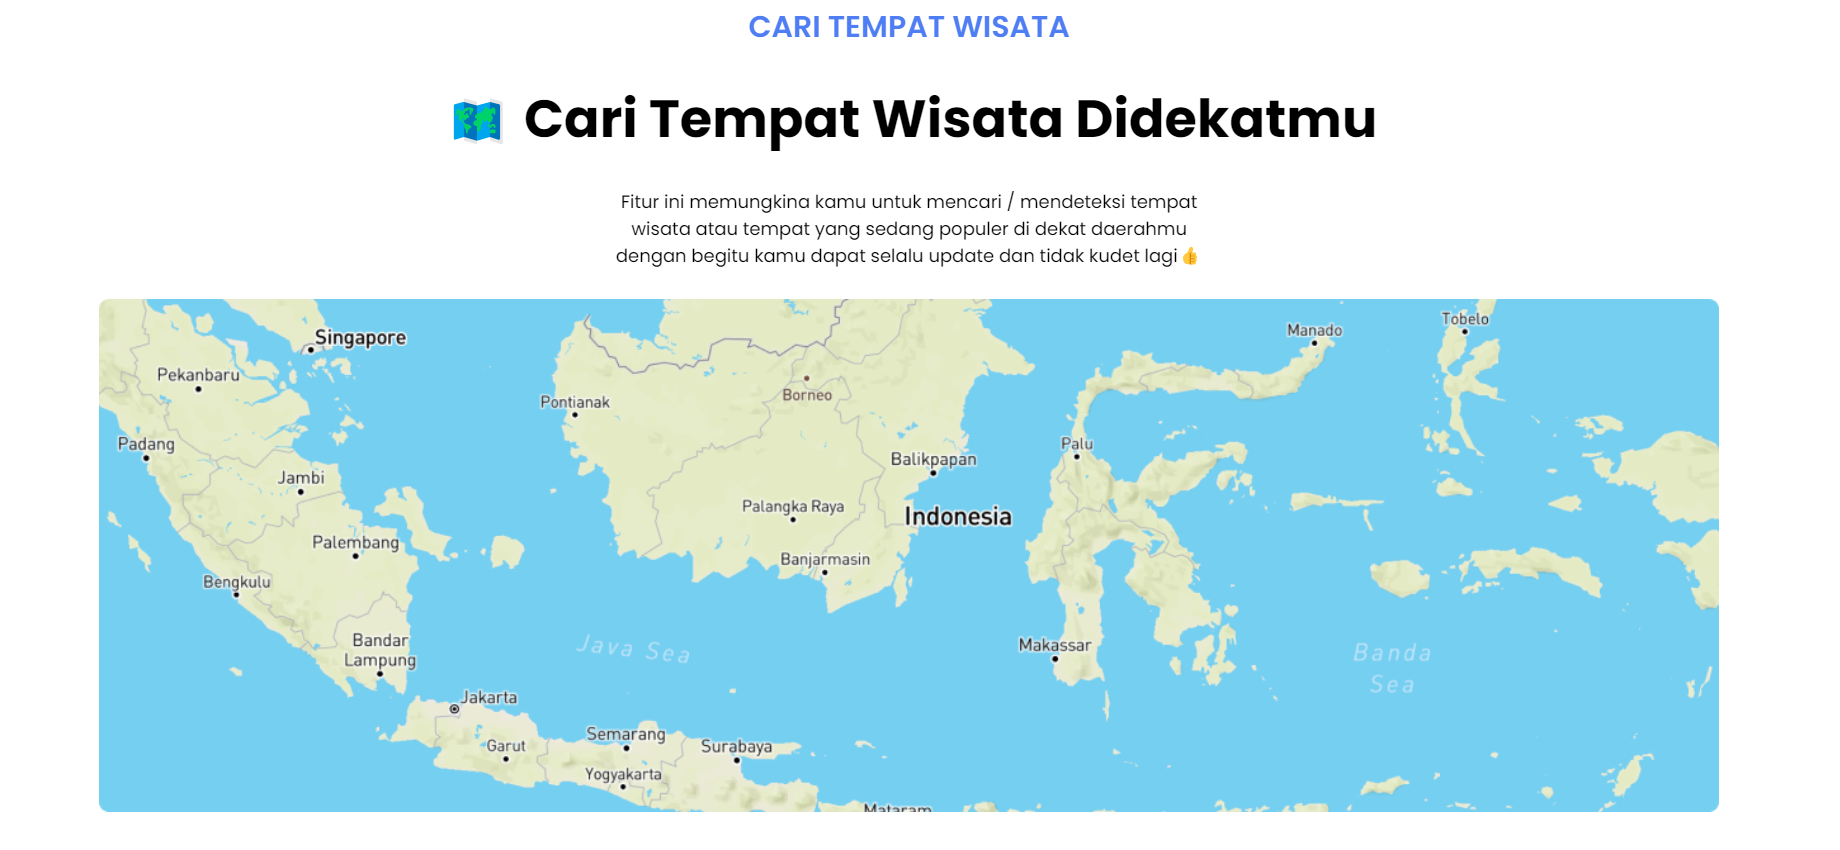 CARI TEMPAT WISATA
🗺️ Cari Tempat Wisata Didekatmu
Fitur ini memungkina kamu untuk mencari / mendeteksi tempat
wisata atau tempat yang sedang populer di dekat daerahmu
dengan begitu kamu dapat selalu update dan tidak kudet lagi 👍
Singapore
Tobelo
Manado
Pekanbaru
Borneo
Pontianak
Padang
Palu
Balikpapan
Jambi
Palangka Raya
Indonesia
Palembang
Banjarmasin
Bengkulu
Bandar
Lampung
Java Sea
Makassar
Banda
Sea
Jakarta
Semarang
Garut
Surabaya
Yogyakarta
Mataram